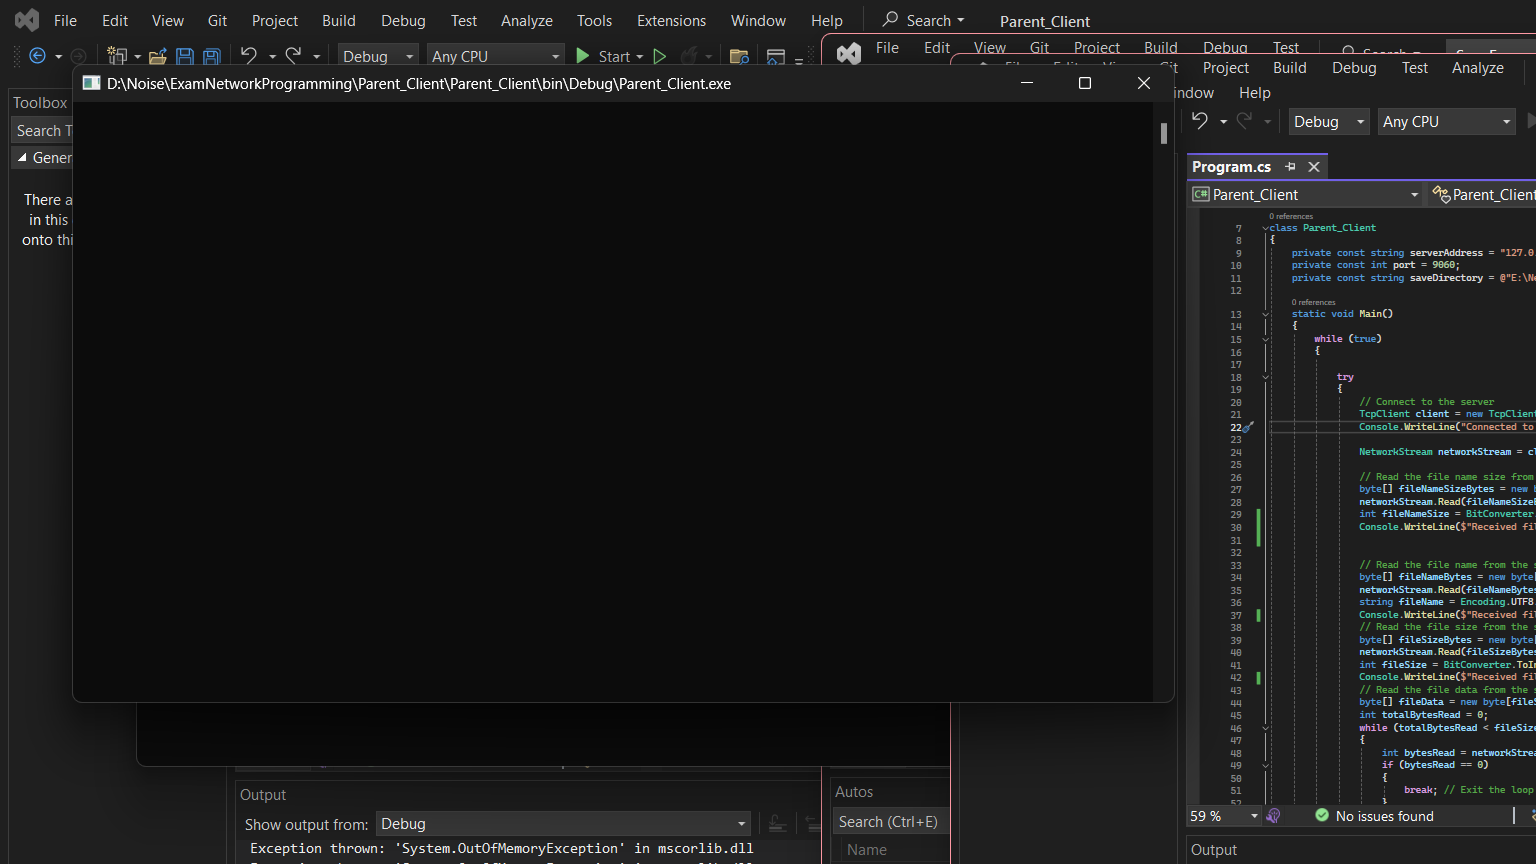 File Edit View Git Project Build Debug Test Analyze Tools Extensions Window Help Search Parent_Client
Debug Any CPU Start
File Edit View Git Project Build Debug Test
Project Build Debug Test Analyze
Help
Debug Any CPU
D:\Noise\ExamNetworkProgramming\Parent_Client\Parent_Client\bin\Debug\Parent_Client.exe
Toolbox
Search
There
in this
Program.cs
Parent_Client Parent_Client
0 references
7 class Parent_Client
8 {
9 private const string serverAddress = "127.0.
10 private const int port = 9060;
11 private const string saveDirectory = @"E:\Ne
12
0 references
13 static void Main()
14 {
15 while (true)
16 {
17
18 try
19 {
20 // Connect to the server
21 TcpClient client = new TcpClient
22 Console.WriteLine("Connected to
23
24 NetworkStream networkStream = cl
25
26 // Read the file name size from
27 byte[] fileNameSizeBytes = new b
28 networkStream.Read(fileNameSizeB
29 int fileNameSize = BitConverter.
30 Console.WriteLine($"Received fil
31
32
33 // Read the file name from the s
34 byte[] fileNameBytes = new byte[
35 networkStream.Read(fileNameBytes
36 string fileName = Encoding.UTF8.
37 Console.WriteLine($"Received fil
38 // Read the file size from the s
39 byte[] fileSizeBytes = new byte[
40 networkStream.Read(fileSizeBytes
41 int fileSize = BitConverter.ToIn
42 Console.WriteLine($"Received fil
43 // Read the file data from the s
44 byte[] fileData = new byte[fileS
45 int totalBytesRead = 0;
46 while (totalBytesRead < fileSize
47 {
48 int bytesRead = networkStrea
49 if (bytesRead == 0)
50 {
51 break; // Exit the loop
52 }
59 % No issues found
Output
Output
Show output from: Debug
Exception thrown: 'System.OutOfMemoryException' in mscorlib.dll
Autos
Search (Ctrl+E)
Name